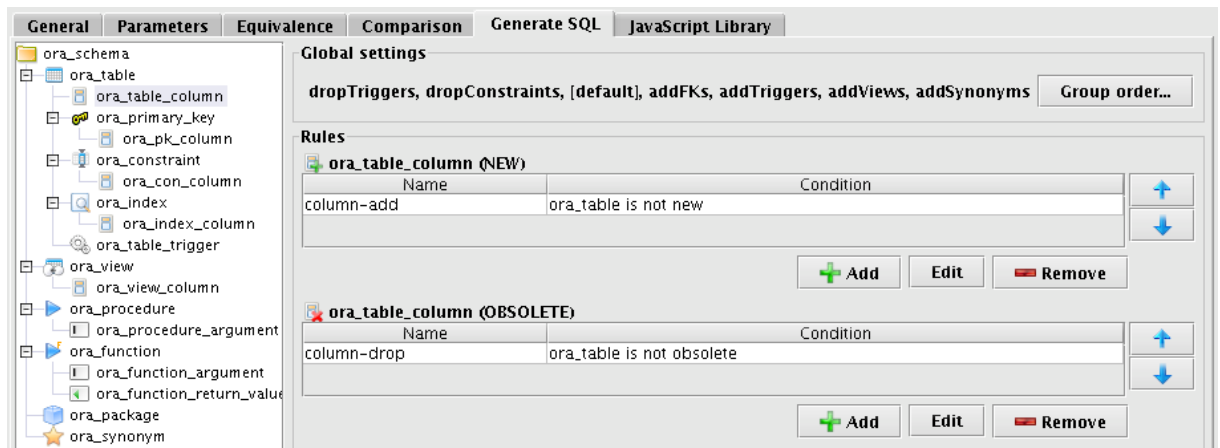 General Parameters Equivalence Comparison Generate SQL JavaScript Library
ora_schema
ora_table
ora_table_column
ora_primary_key
ora_pk_column
ora_constraint
ora_con_column
ora_index
ora_index_column
ora_table_trigger
ora_view
ora_view_column
ora_procedure
ora_procedure_argument
ora_function
ora_function_argument
ora_function_return_value
ora_package
ora_synonym
Global settings
dropTriggers, dropConstraints, [default], addFKs, addTriggers, addViews, addSynonyms Group order...
Rules
ora_table_column (NEW)
Name Condition
column-add ora_table is not new
Add Edit Remove
ora_table_column (OBSOLETE)
Name Condition
column-drop ora_table is not obsolete
Add Edit Remove